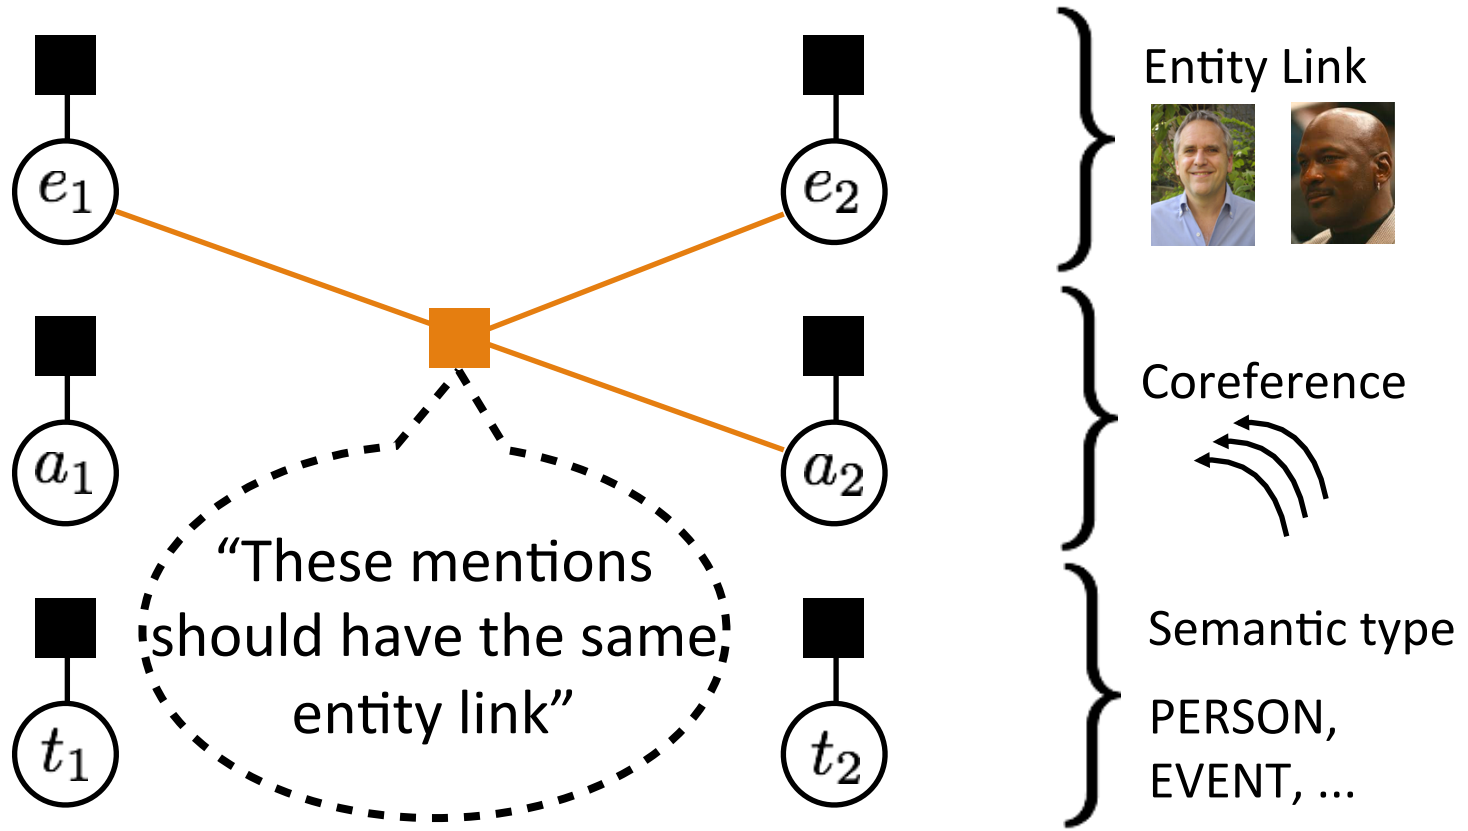 e1
e2
Entity Link
a1
a2
Coreference
“These mentions
should have the same
entity link”
t1
t2
Semantic type
PERSON,
EVENT, ...